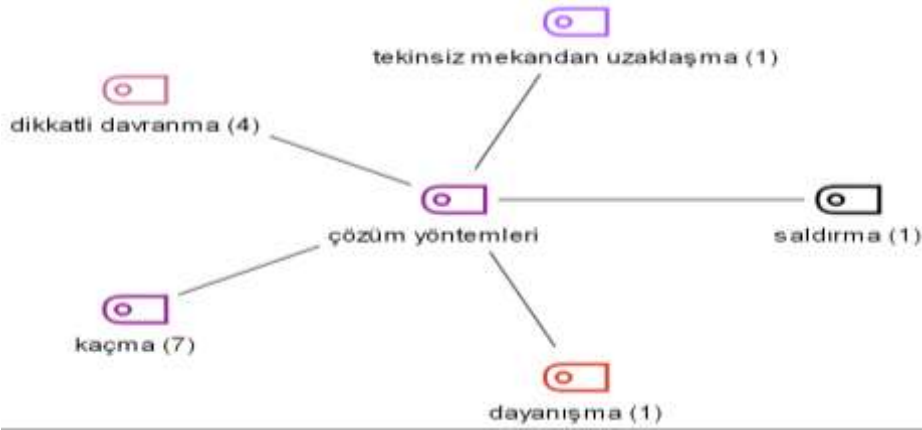 tekinsiz mekandan uzaklaşma (1)
dikkatli davranma (4)
çözüm yöntemleri
saldırma (1)
kaçma (7)
dayanışma (1)